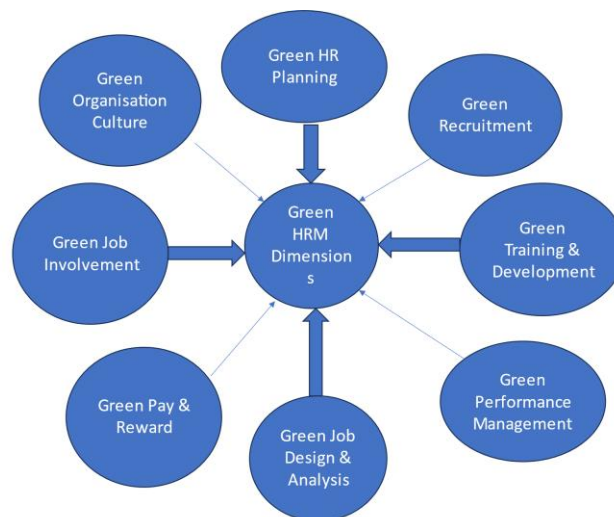 Green HR
Planning
Green
Organisation
Culture
Green
Recruitment
Green
HRM
Dimension
s
Green Job
Involvement
Green
Training &
Development
Green Pay &
Reward
Green
Performance
Management
Green Job
Design &
Analysis